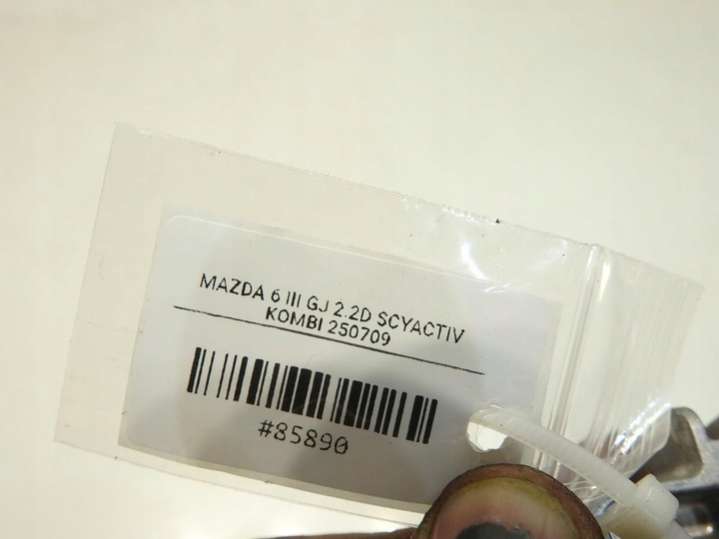 MAZDA 6 III GJ 2.2D SCYACTIV
KOMBI 250709
#85890